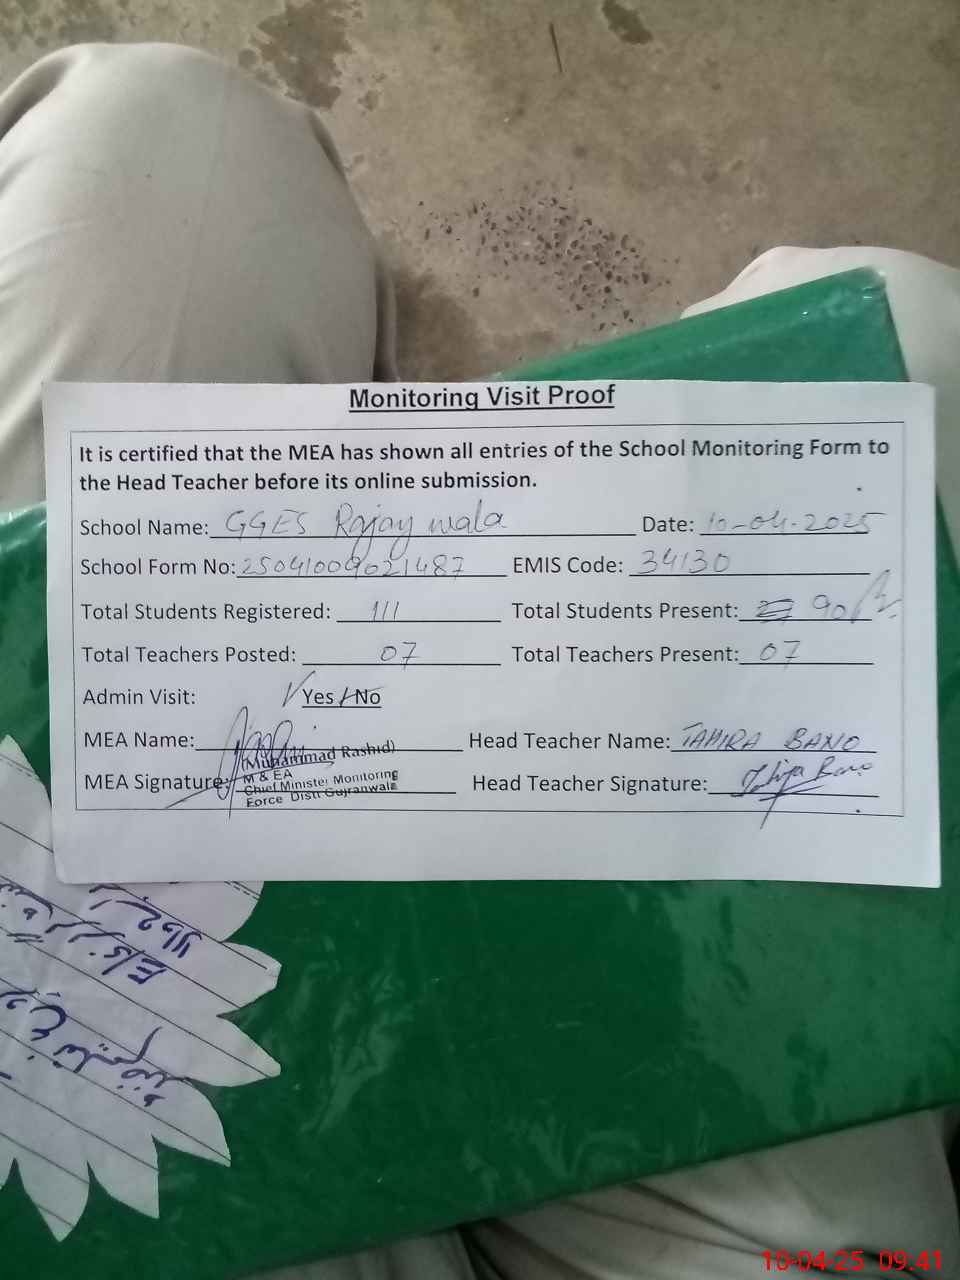 Monitoring Visit Proof
It is certified that the MEA has shown all entries of the School Monitoring Form to
the Head Teacher before its online submission.
School Name: GGES Rajay wala Date: 10-04-2025
School Form No: 25041009021487 EMIS Code: 34130
Total Students Registered: 111 Total Students Present: 90
Total Teachers Posted: 07 Total Teachers Present: 07
Admin Visit: Yes / No
MEA Name: Head Teacher Name: TAHIRA BANO
(Muhammad Rashid)
MEA Signature: Head Teacher Signature:
M & EA
Chief Minister Monitoring
Force Distt Gujranwala
10-04-25 09:41